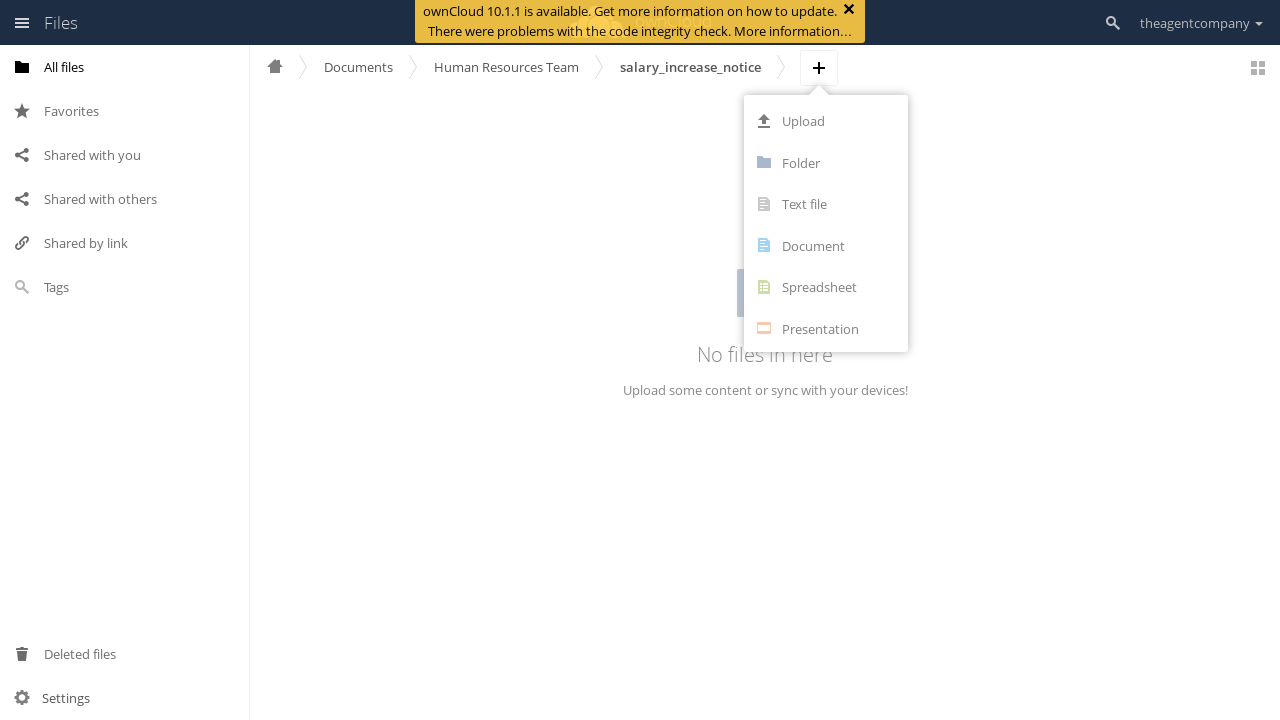 Files
ownCloud 10.1.1 is available. Get more information on how to update.
There were problems with the code integrity check. More information…
theagentcompany
All files
Favorites
Shared with you
Shared with others
Shared by link
Tags
Deleted files
Settings
Documents
Human Resources Team
salary_increase_notice
Upload
Folder
Text file
Document
Spreadsheet
Presentation
No files in here
Upload some content or sync with your devices!